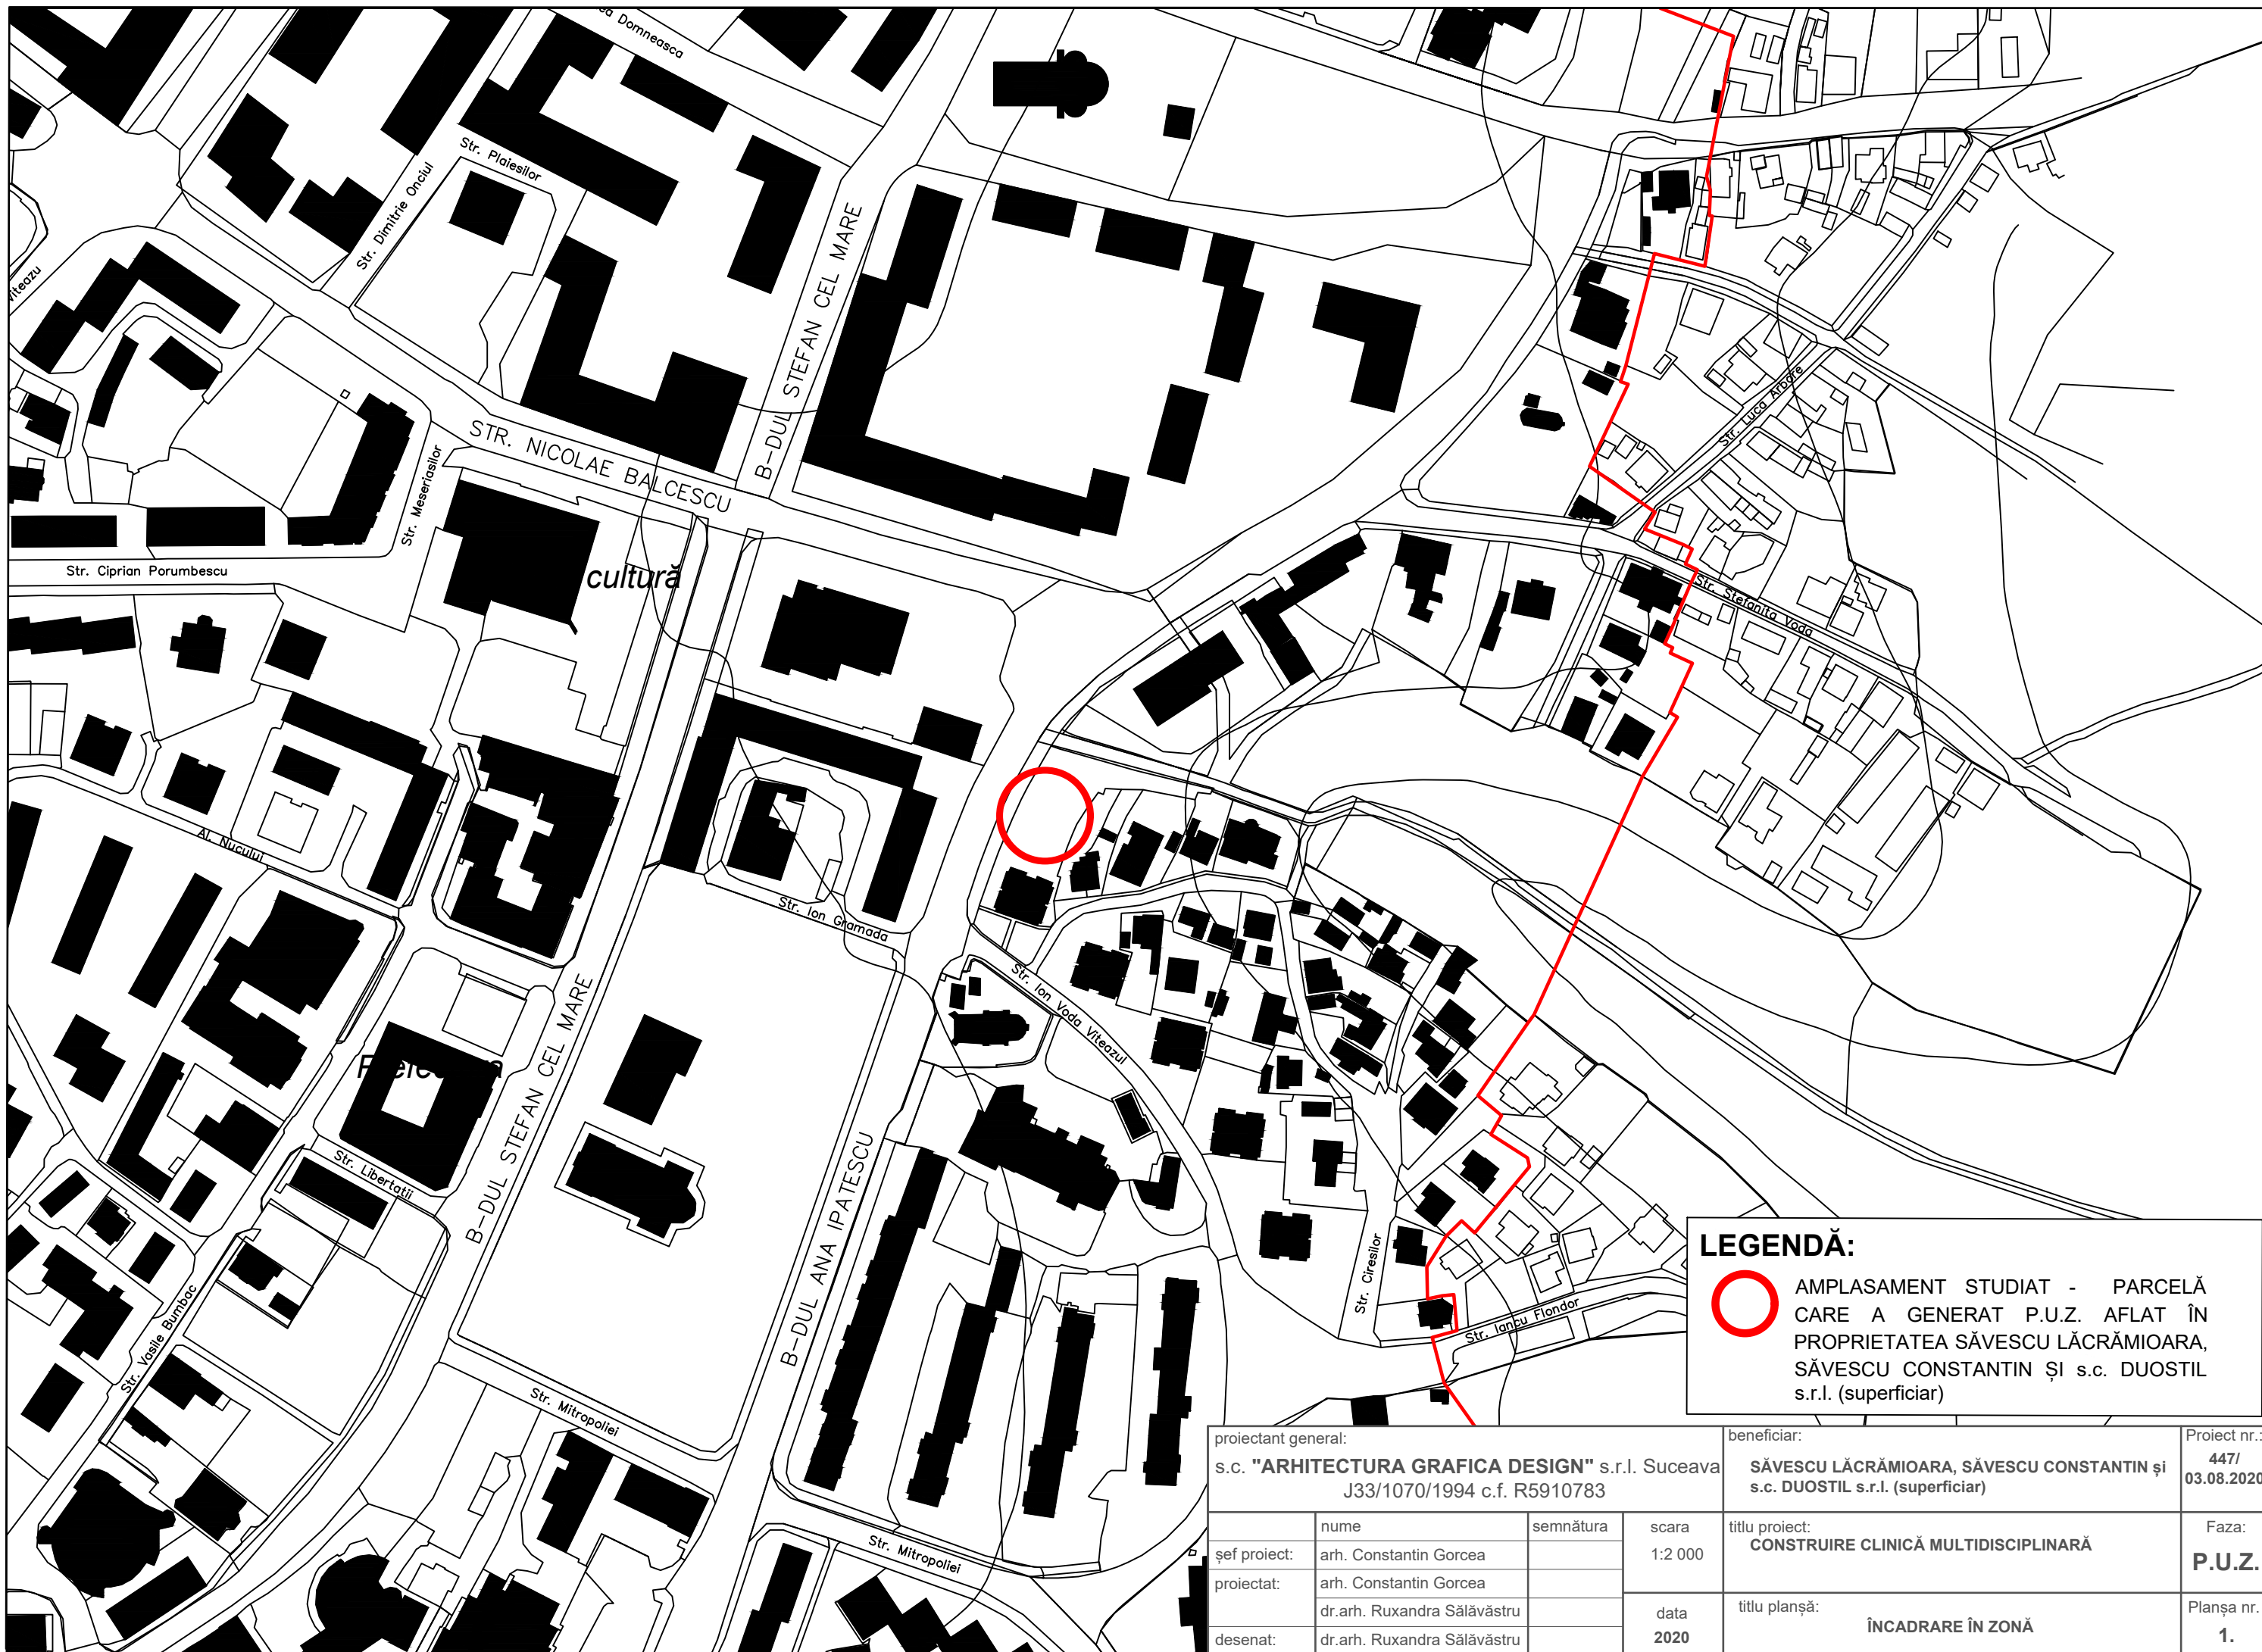 Domneasca
Str. Plaiesilor
Str. Dimitrie Onciul
B-DUL STEFAN CEL MARE
Viteazu
STR. NICOLAE BALCESCU
Str. Luca Arbore
Str. Meseriasilor
Str. Ciprian Porumbescu
cultură
Str. Stefanita Voda
Al. Nucului
Str. Ion Gramada
Str. Ion Voda Viteazul
B-DUL STEFAN CEL MARE
Str. Libertatii
B-DUL ANA IPATESCU
Str. Vasile Bumbac
Str. Ciresilor
Str. Iancu Flondor
Str. Mitropoliei
Str. Mitropoliei
LEGENDĂ:
AMPLASAMENT STUDIAT - PARCELĂ
CARE A GENERAT P.U.Z. AFLAT ÎN
PROPRIETATEA SĂVESCU LĂCRĂMIOARA,
SĂVESCU CONSTANTIN ȘI s.c. DUOSTIL
s.r.l. (superficiar)
proiectant general:
s.c. "ARHITECTURA GRAFICA DESIGN" s.r.l. Suceava
J33/1070/1994 c.f. R5910783
beneficiar:
SĂVESCU LĂCRĂMIOARA, SĂVESCU CONSTANTIN și
s.c. DUOSTIL s.r.l. (superficiar)
Proiect nr.:
447/
03.08.2020
nume semnătura
șef proiect: arh. Constantin Gorcea
proiectat: arh. Constantin Gorcea
dr.arh. Ruxandra Sălăvăstru
desenat: dr.arh. Ruxandra Sălăvăstru
scara
1:2 000
data
2020
titlu proiect:
CONSTRUIRE CLINICĂ MULTIDISCIPLINARĂ
Faza:
P.U.Z.
titlu planșă:
ÎNCADRARE ÎN ZONĂ
Planșa nr.
1.